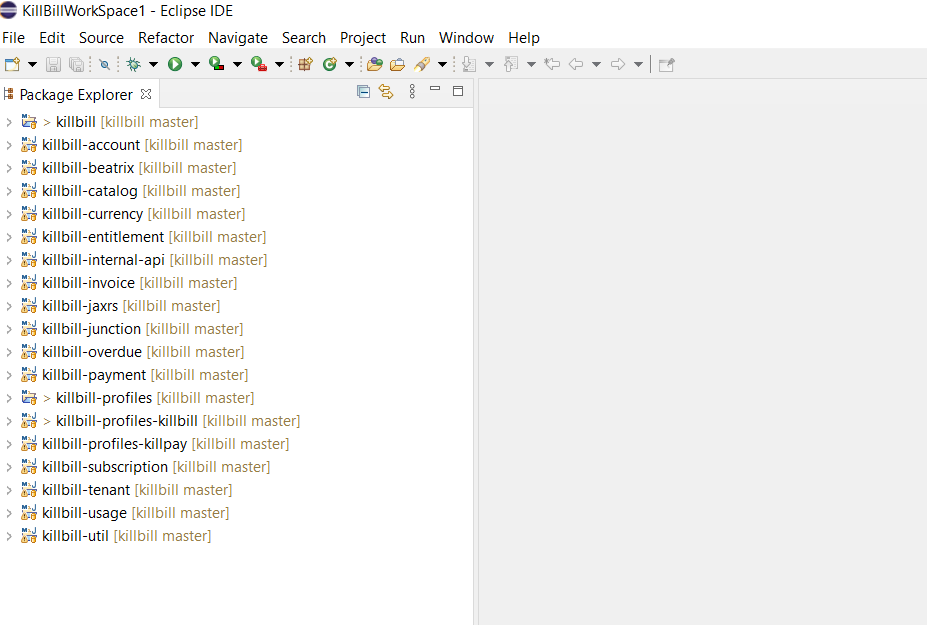 KillBillWorkSpace1 - Eclipse IDE
File Edit Source Refactor Navigate Search Project Run Window Help
Package Explorer
> killbill [killbill master]
killbill-account [killbill master]
killbill-beatrix [killbill master]
killbill-catalog [killbill master]
killbill-currency [killbill master]
killbill-entitlement [killbill master]
killbill-internal-api [killbill master]
killbill-invoice [killbill master]
killbill-jaxrs [killbill master]
killbill-junction [killbill master]
killbill-overdue [killbill master]
killbill-payment [killbill master]
> killbill-profiles [killbill master]
> killbill-profiles-killbill [killbill master]
killbill-profiles-killpay [killbill master]
killbill-subscription [killbill master]
killbill-tenant [killbill master]
killbill-usage [killbill master]
killbill-util [killbill master]